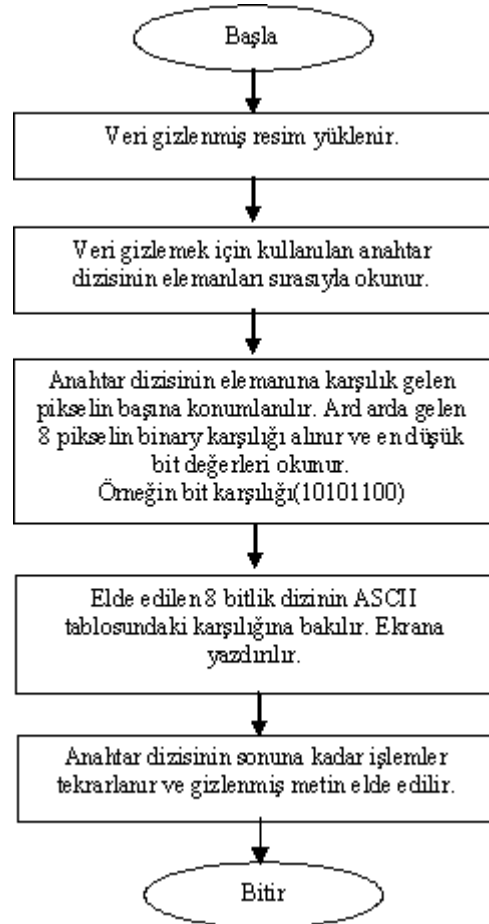 Başla
Veri gizlenmiş resim yüklenir.
Veri gizlemek için kullanılan anahtar
dizisinin elemanları sırasıyla okunur.
Anahtar dizisinin elemanına karşılık gelen
pikselin başına konumlanılır. Ard arda gelen
8 pikselin binary karşılığı alınır ve en düşük
bit değerleri okunur.
Örneğin bit karşılığı(10101100)
Elde edilen 8 bitlik dizinin ASCII
tablosundaki karşılığına bakılır. Ekrana
yazdırılır.
Anahtar dizisinin sonuna kadar işlemler
tekrarlanır ve gizlenmiş metin elde edilir.
Bitir